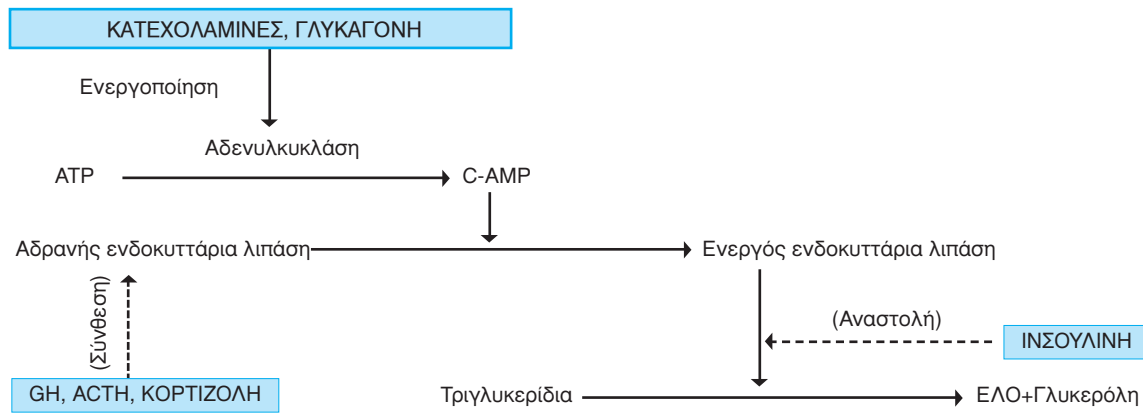 ΚΑΤΕΧΟΛΑΜΙΝΕΣ, ΓΛΥΚΑΓΟΝΗ
Ενεργοποίηση
Αδενυλκυκλάση
ATP
C-AMP
Αδρανής ενδοκυττάρια λιπάση
Ενεργός ενδοκυττάρια λιπάση
(Σύνθεση)
(Αναστολή)
ΙΝΣΟΥΛΙΝΗ
GH, ACTH, ΚΟΡΤΙΖΟΛΗ
Τριγλυκερίδια
ΕΛΟ+Γλυκερόλη